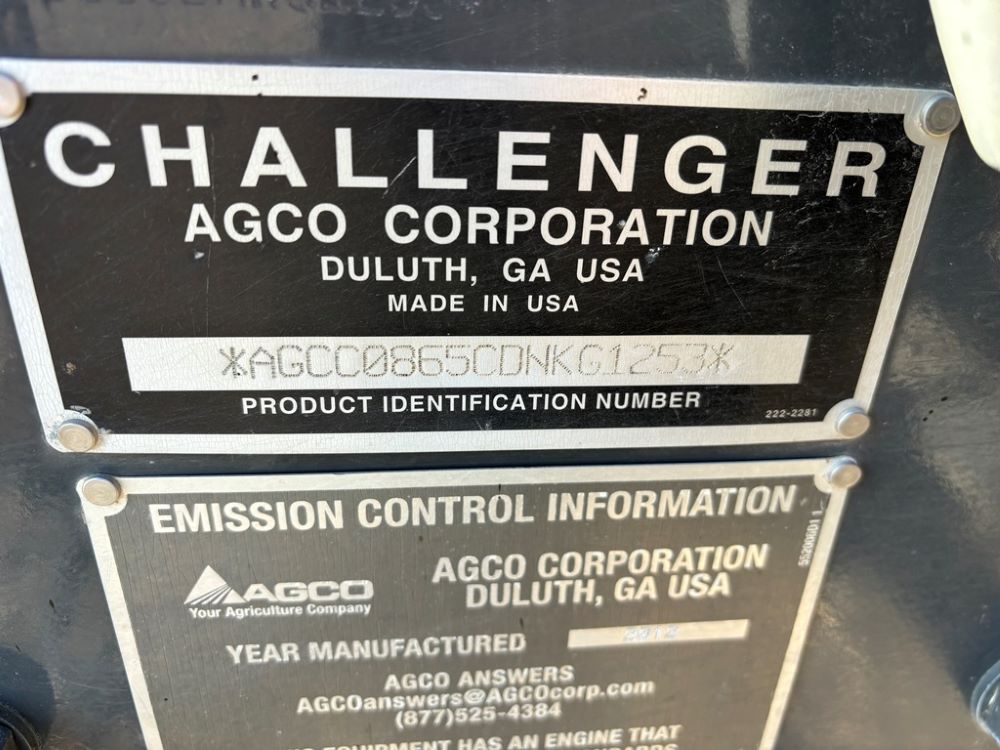 CHALLENGER
AGCO CORPORATION
DULUTH, GA USA
MADE IN USA
*AGCC0865CDNKG1253*
PRODUCT IDENTIFICATION NUMBER
222-2281
EMISSION CONTROL INFORMATION
AGCO
Your Agriculture Company
AGCO CORPORATION
DULUTH, GA USA
YEAR MANUFACTURED
AGCO ANSWERS
AGCOanswers@AGCOcorp.com
(877)525-4384
EQUIPMENT HAS AN ENGINE THAT